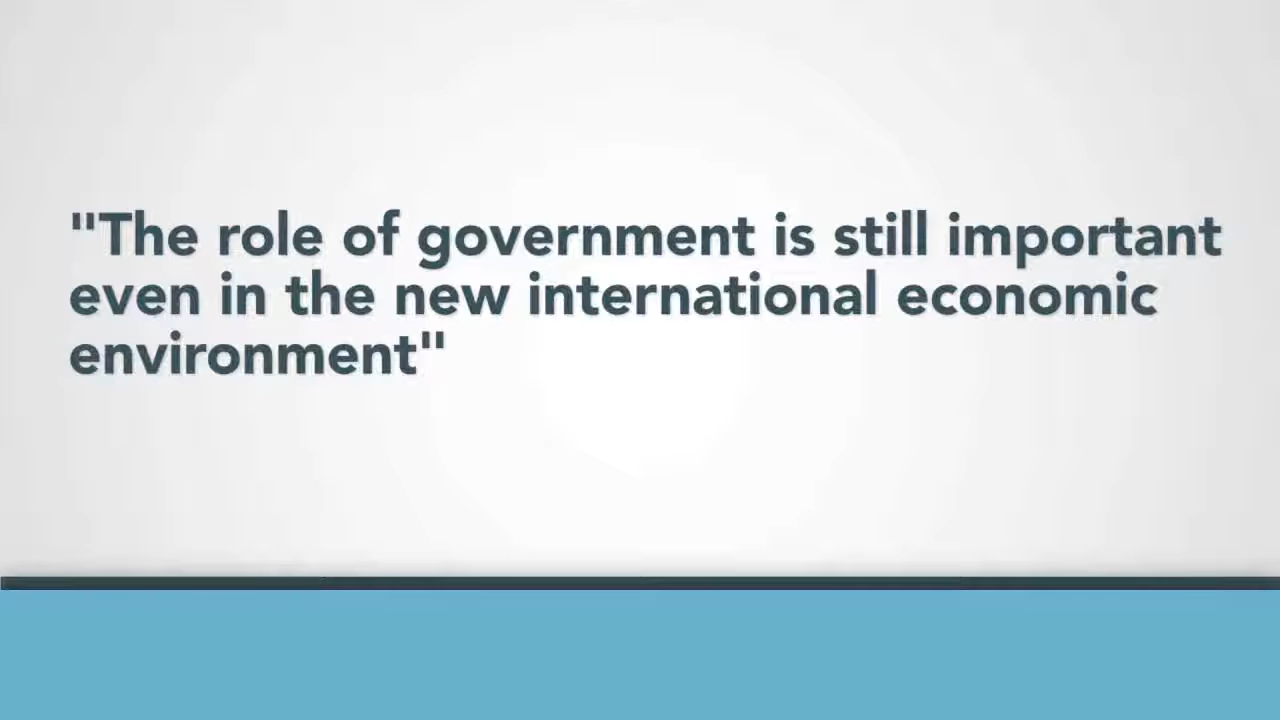 "The role of government is still important
even in the new international economic
environment"